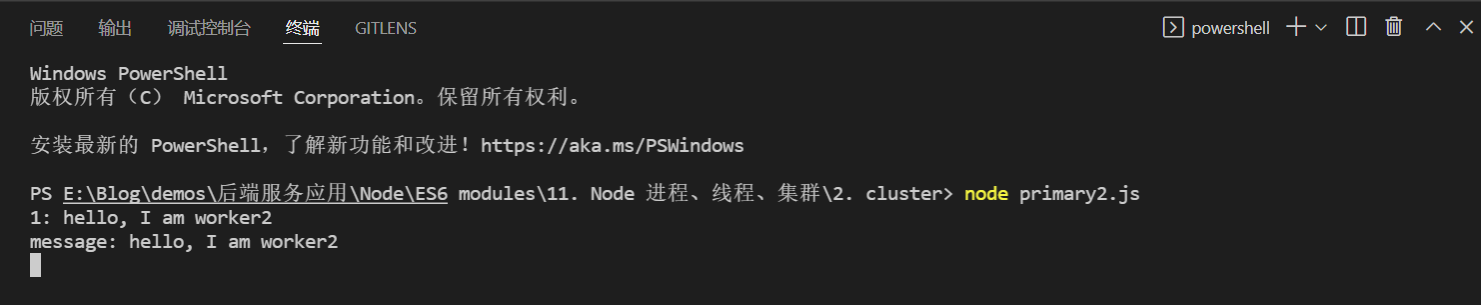 问题 输出 调试控制台 终端 GITLENS powershell
Windows PowerShell
版权所有（C） Microsoft Corporation。保留所有权利。
安装最新的 PowerShell，了解新功能和改进！https://aka.ms/PSWindows
PS E:\Blog\demos\后端服务应用\Node\ES6 modules\11. Node 进程、线程、集群\2. cluster> node primary2.js
1: hello, I am worker2
message: hello, I am worker2